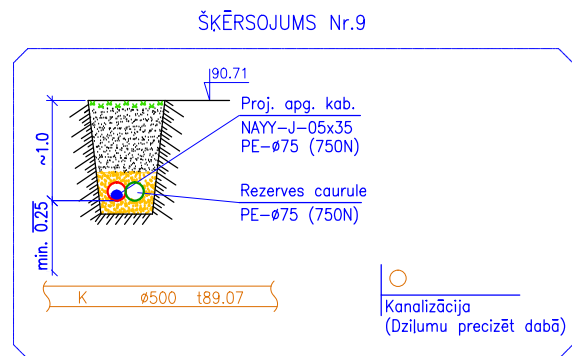 ŠĶĒRSOJUMS Nr.9
90.71
Proj. apg. kab.
NAYY-J-05x35
PE-ø75 (750N)
~1.0
Rezerves caurule
PE-ø75 (750N)
min. 0.25
K ø500 t89.07
Kanalizācija
(Dziļumu precizēt dabā)